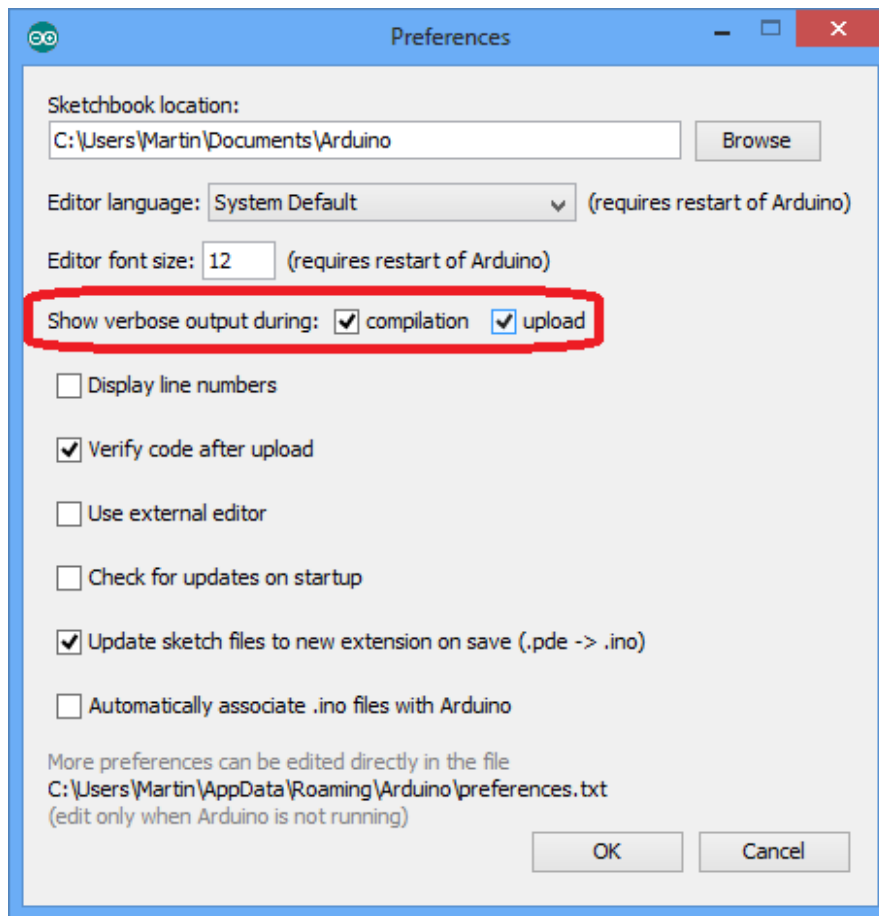 Preferences
Sketchbook location:
C:\Users\Martin\Documents\Arduino
Browse
Editor language: System Default (requires restart of Arduino)
Editor font size: 12 (requires restart of Arduino)
Show verbose output during: compilation upload
Display line numbers
Verify code after upload
Use external editor
Check for updates on startup
Update sketch files to new extension on save (.pde -> .ino)
Automatically associate .ino files with Arduino
More preferences can be edited directly in the file
C:\Users\Martin\AppData\Roaming\Arduino\preferences.txt
(edit only when Arduino is not running)
OK Cancel